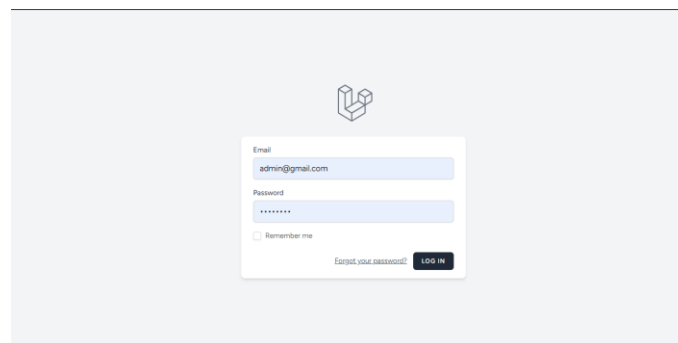 Email
admin@gmail.com
Password
••••••••
Remember me
Forgot your password? LOG IN